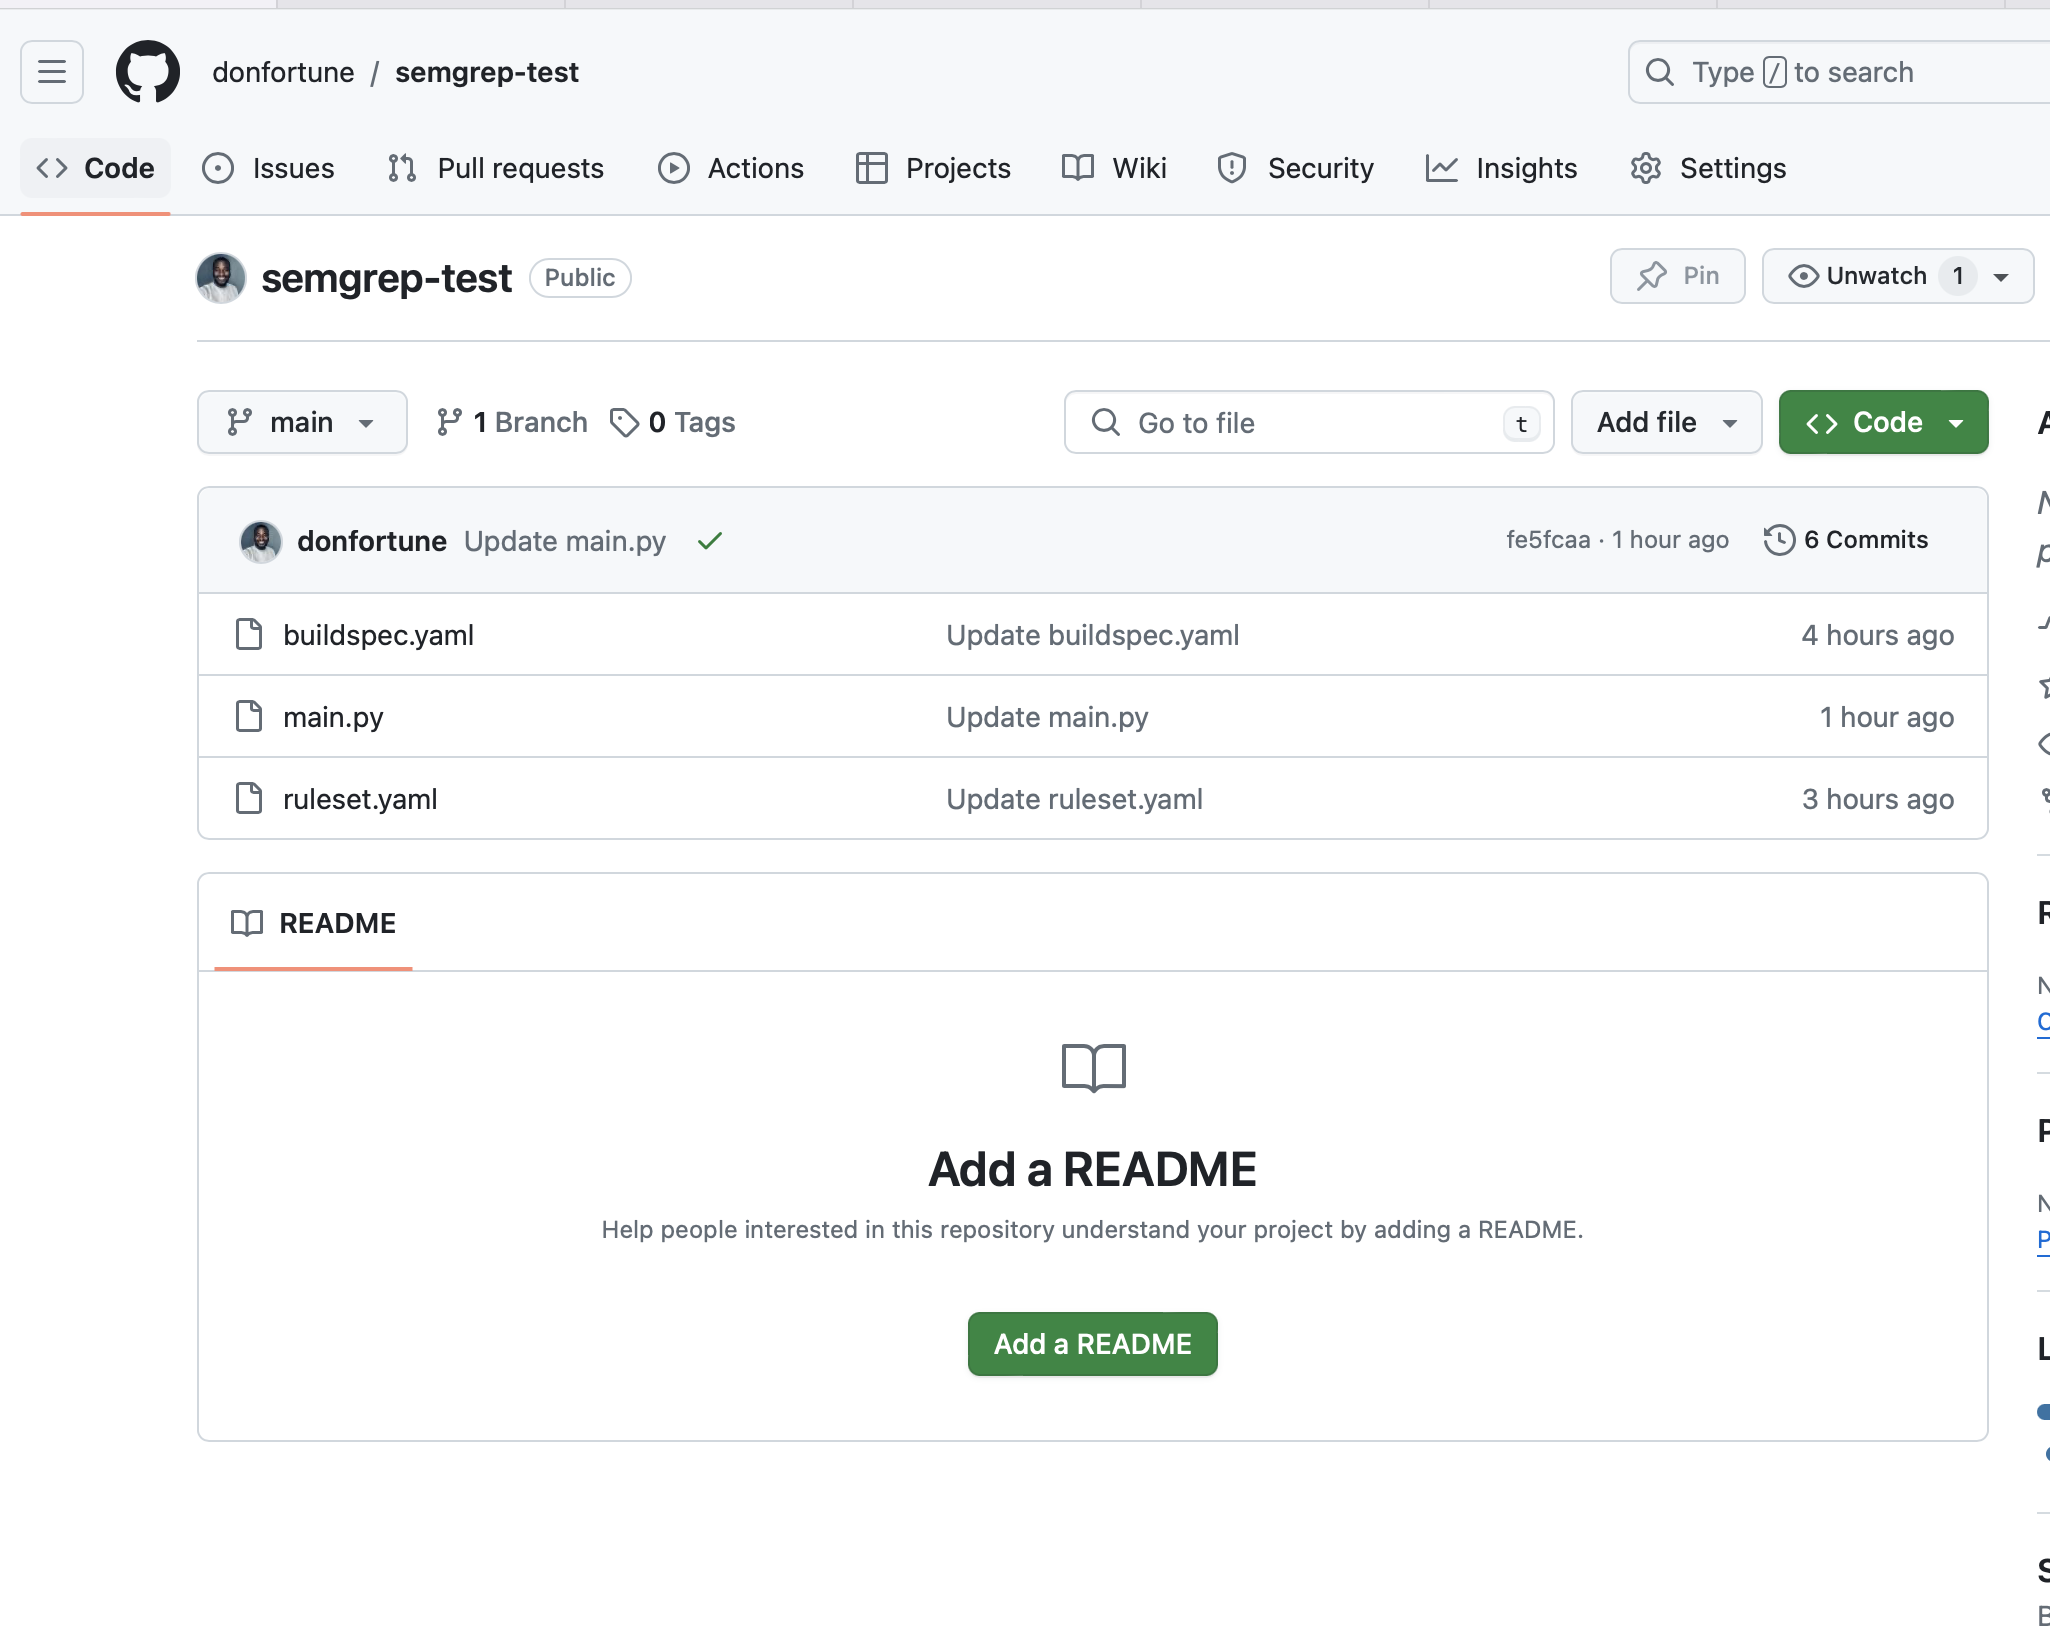 donfortune / semgrep-test
Type / to search
Code Issues Pull requests Actions Projects Wiki Security Insights Settings
semgrep-test Public
Pin Unwatch 1
main 1 Branch 0 Tags Go to file t Add file Code
donfortune Update main.py fe5fcaa · 1 hour ago 6 Commits
buildspec.yaml Update buildspec.yaml 4 hours ago
main.py Update main.py 1 hour ago
ruleset.yaml Update ruleset.yaml 3 hours ago
README
Add a README
Help people interested in this repository understand your project by adding a README.
Add a README